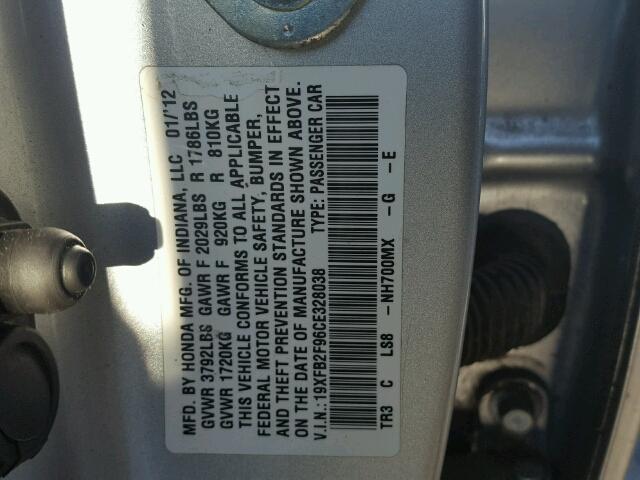 MFD. BY HONDA MFG. OF INDIANA, LLC 01/'12
GVWR 3792LBS GAWR F 2029LBS R 1786LBS
GVWR 1720KG GAWR F 920KG R 810KG
THIS VEHICLE CONFORMS TO ALL APPLICABLE
FEDERAL MOTOR VEHICLE SAFETY, BUMPER,
AND THEFT PREVENTION STANDARDS IN EFFECT
ON THE DATE OF MANUFACTURE SHOWN ABOVE.
V.I.N.: 19XFB2F96CE328038 TYPE: PASSENGER CAR
TR3 C LS8 - NH700MX - G - E